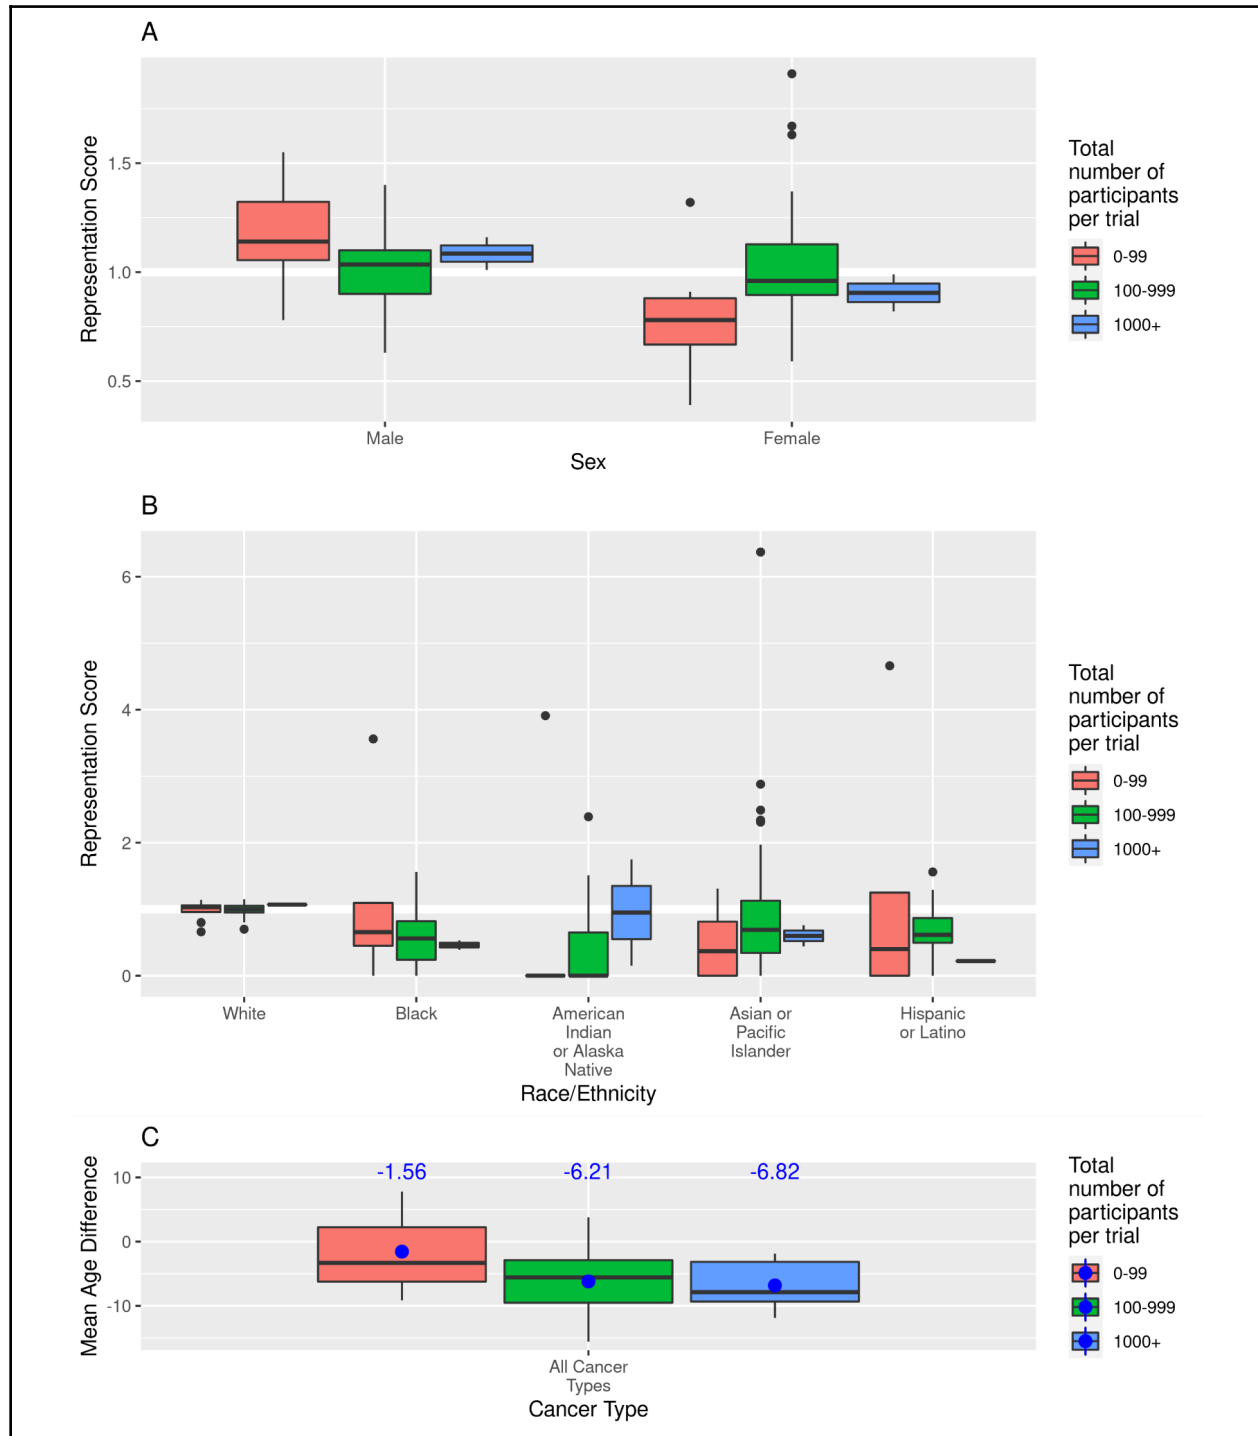 A
Representation Score
1.5
1.0
0.5
Male
Female
Sex
Total
number of
participants
per trial
0-99
100-999
1000+
B
Representation Score
6
4
2
0
White
Black
American
Indian
or Alaska
Native
Asian or
Pacific
Islander
Hispanic
or Latino
Race/Ethnicity
Total
number of
participants
per trial
0-99
100-999
1000+
C
Mean Age Difference
10
0
-10
-1.56
-6.21
-6.82
All Cancer
Types
Cancer Type
Total
number of
participants
per trial
0-99
100-999
1000+